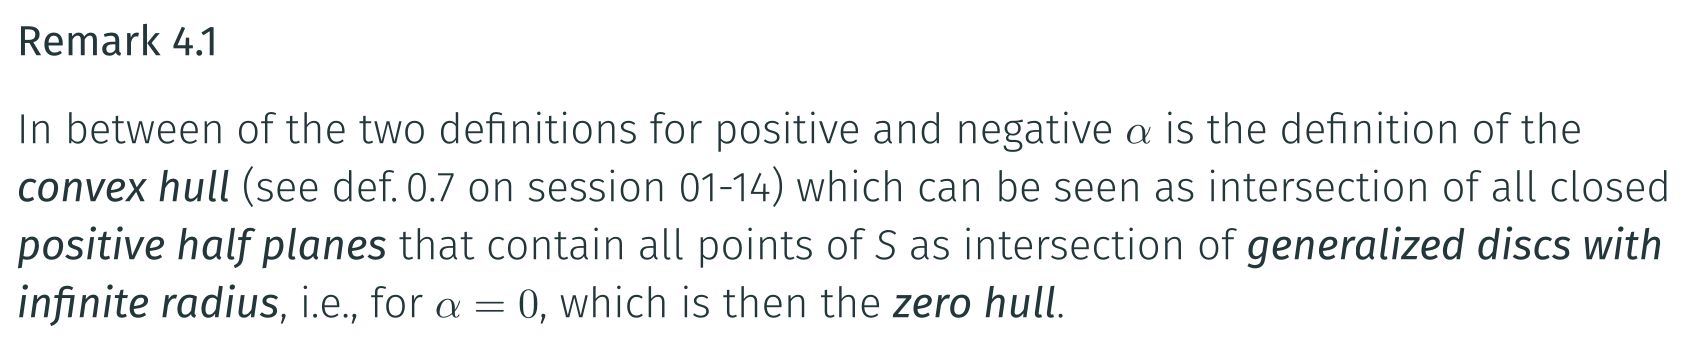 Remark 4.1
In between of the two definitions for positive and negative α is the definition of the
convex hull (see def. 0.7 on session 01-14) which can be seen as intersection of all closed
positive half planes that contain all points of S as intersection of generalized discs with
infinite radius, i.e., for α = 0, which is then the zero hull.